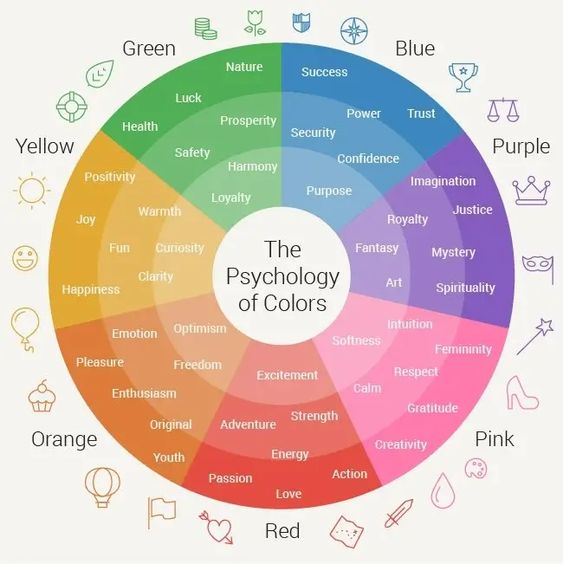 Green
Blue
Nature
Success
Luck
Power
Trust
Health
Prosperity
Security
Yellow
Safety
Confidence
Purple
Positivity
Harmony
Purpose
Imagination
Loyalty
Joy
Warmth
Royalty
Justice
Fun
Curiosity
The
Psychology
of Colors
Fantasy
Mystery
Clarity
Art
Happiness
Spirituality
Emotion
Optimism
Intuition
Softness
Femininity
Pleasure
Freedom
Excitement
Calm
Respect
Enthusiasm
Gratitude
Original
Adventure
Strength
Creativity
Orange
Pink
Youth
Energy
Passion
Action
Love
Red